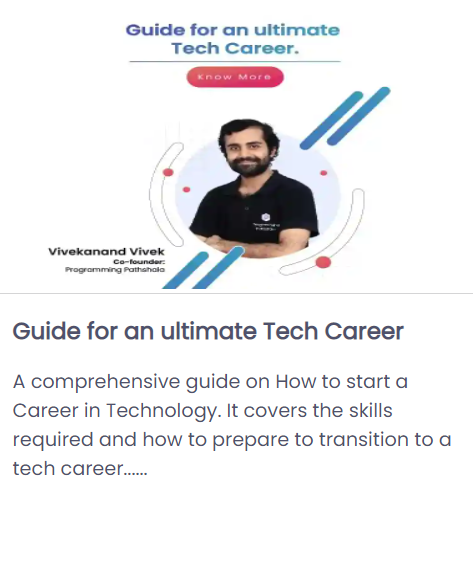 Guide for an ultimate
Tech Career.
Know More
Vivekanand Vivek
Co-founder:
Programming Pathshala
Guide for an ultimate Tech Career
A comprehensive guide on How to start a
Career in Technology. It covers the skills
required and how to prepare to transition to a
tech career......